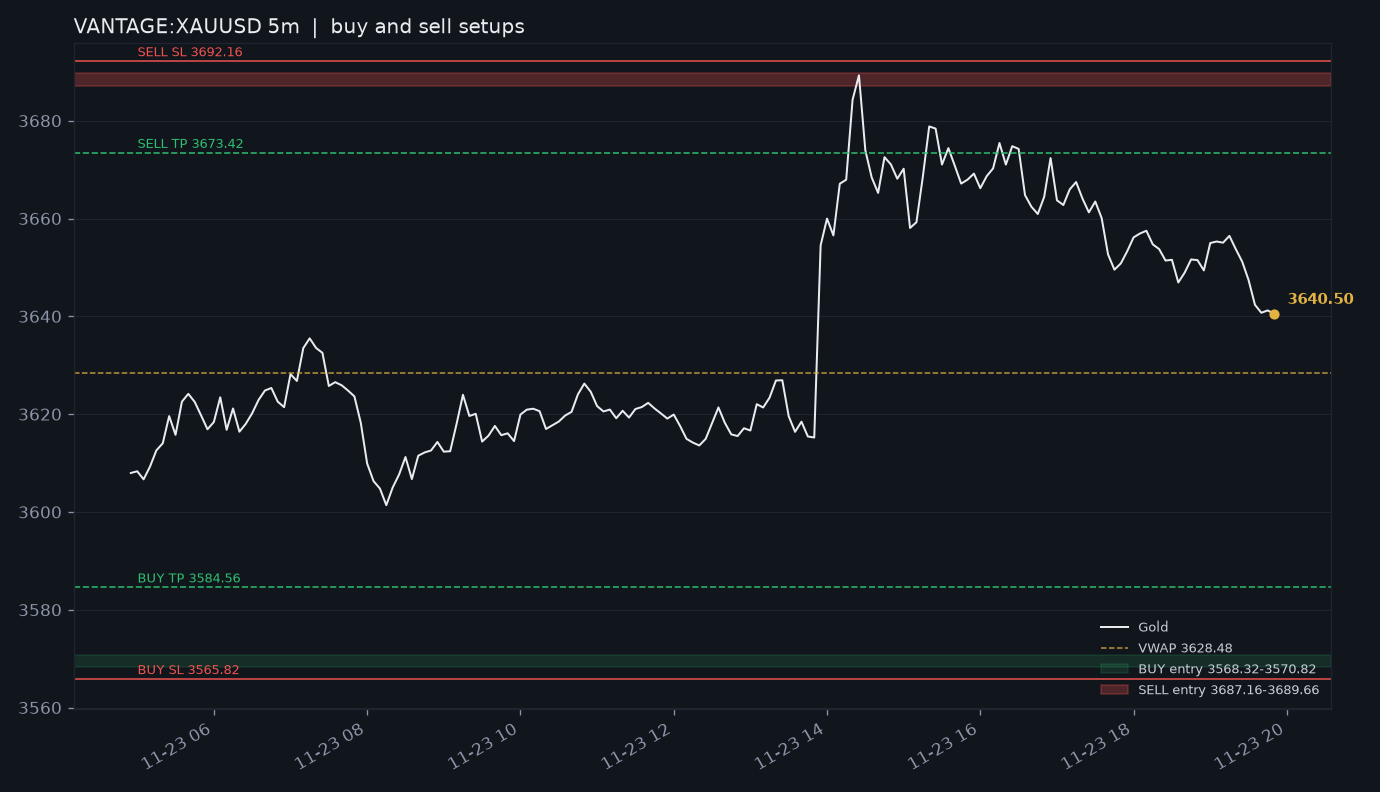 VANTAGE:XAUUSD 5m | buy and sell setups
SELL SL 3692.16
3680
SELL TP 3673.42
3660
3640.50
3640
3620
3600
BUY TP 3584.56
3580
Gold
VWAP 3628.48
BUY SL 3565.82
BUY entry 3568.32-3570.82
SELL entry 3687.16-3689.66
3560
11-23 06
11-23 08
11-23 10
11-23 12
11-23 14
11-23 16
11-23 18
11-23 20